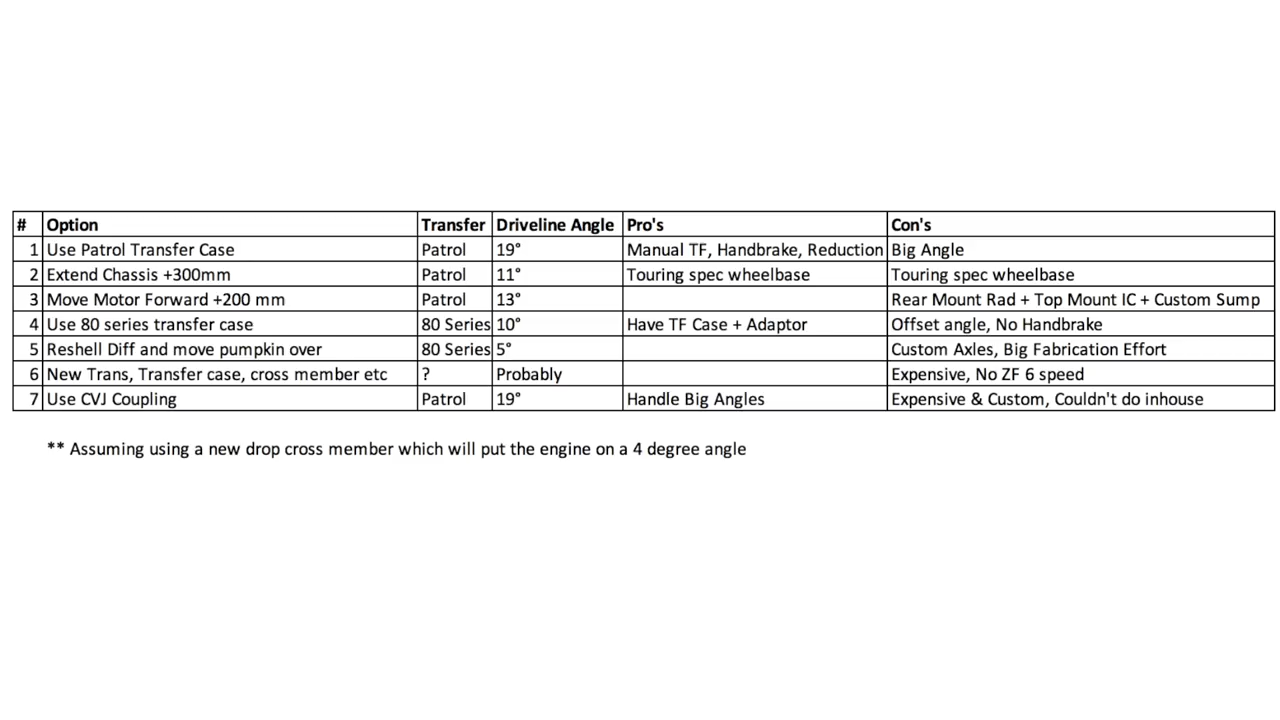 # Option Transfer Driveline Angle Pro's Con's
1 Use Patrol Transfer Case Patrol 19° Manual TF, Handbrake, Reduction Big Angle
2 Extend Chassis +300mm Patrol 11° Touring spec wheelbase Touring spec wheelbase
3 Move Motor Forward +200 mm Patrol 13° Rear Mount Rad + Top Mount IC + Custom Sump
4 Use 80 series transfer case 80 Series 10° Have TF Case + Adaptor Offset angle, No Handbrake
5 Reshell Diff and move pumpkin over 80 Series 5° Custom Axles, Big Fabrication Effort
6 New Trans, Transfer case, cross member etc ? Probably Expensive, No ZF 6 speed
7 Use CVJ Coupling Patrol 19° Handle Big Angles Expensive & Custom, Couldn't do inhouse
** Assuming using a new drop cross member which will put the engine on a 4 degree angle